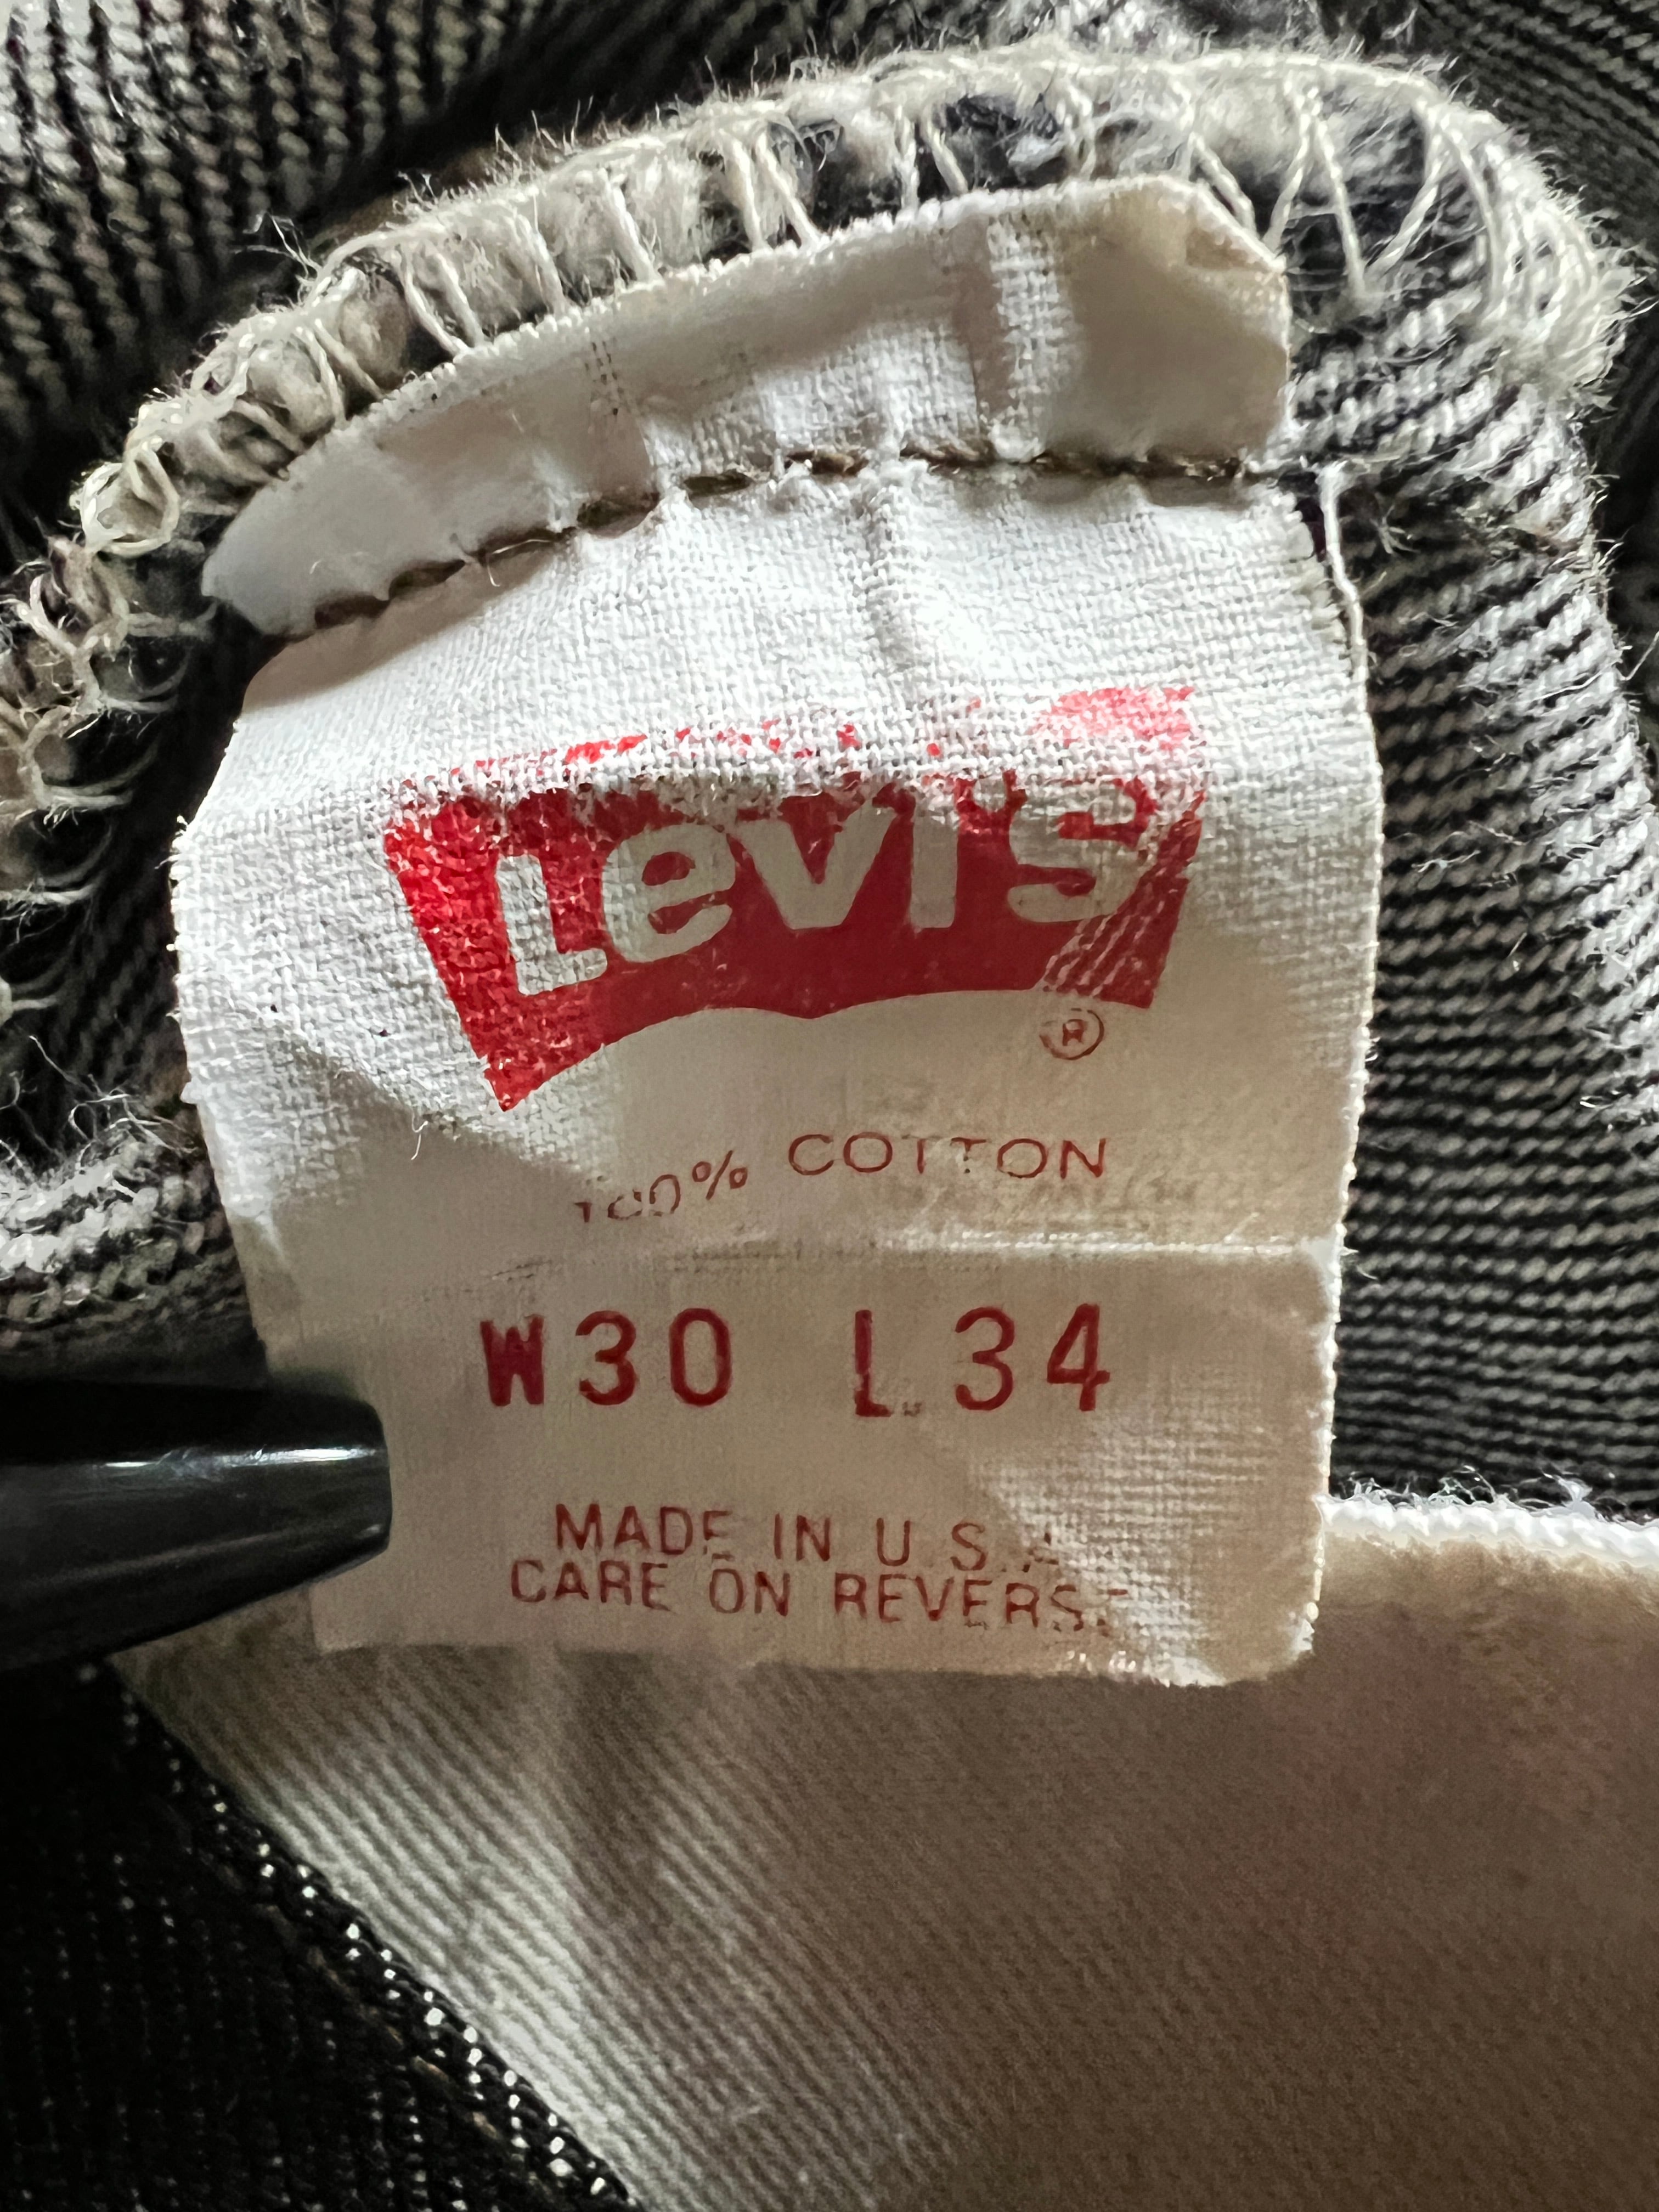 Levi's
®
100% COTTON
W30 L34
MADE IN U.S.A.
CARE ON REVERSE